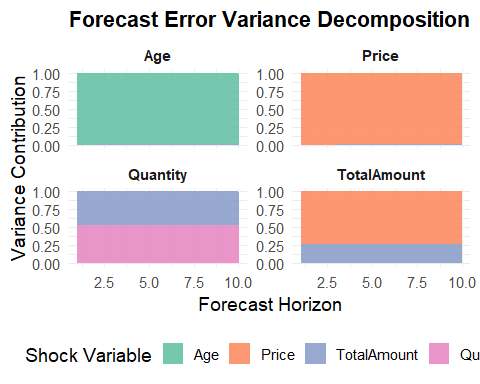 Forecast Error Variance Decomposition
Age Price
1.00 1.00
0.75 0.75
0.50 0.50
0.25 0.25
0.00 0.00
Quantity TotalAmount
1.00 1.00
0.75 0.75
0.50 0.50
0.25 0.25
0.00 0.00
2.5 5.0 7.5 10.0 2.5 5.0 7.5 10.0
Variance Contribution
Forecast Horizon
Shock Variable Age Price TotalAmount Qu